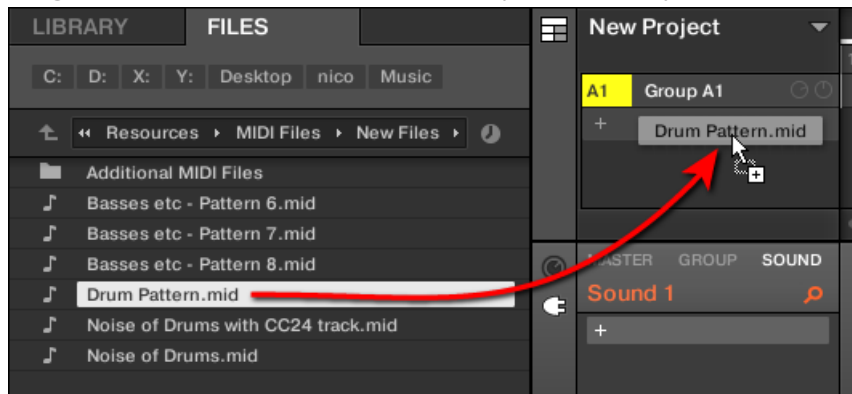 LIBRARY FILES
C: D: X: Y: Desktop nico Music
Resources MIDI Files New Files
Additional MIDI Files
Basses etc - Pattern 6.mid
Basses etc - Pattern 7.mid
Basses etc - Pattern 8.mid
Drum Pattern.mid
Noise of Drums with CC24 track.mid
Noise of Drums.mid
New Project
A1 Group A1
+ Drum Pattern.mid
MASTER GROUP SOUND
Sound 1
+